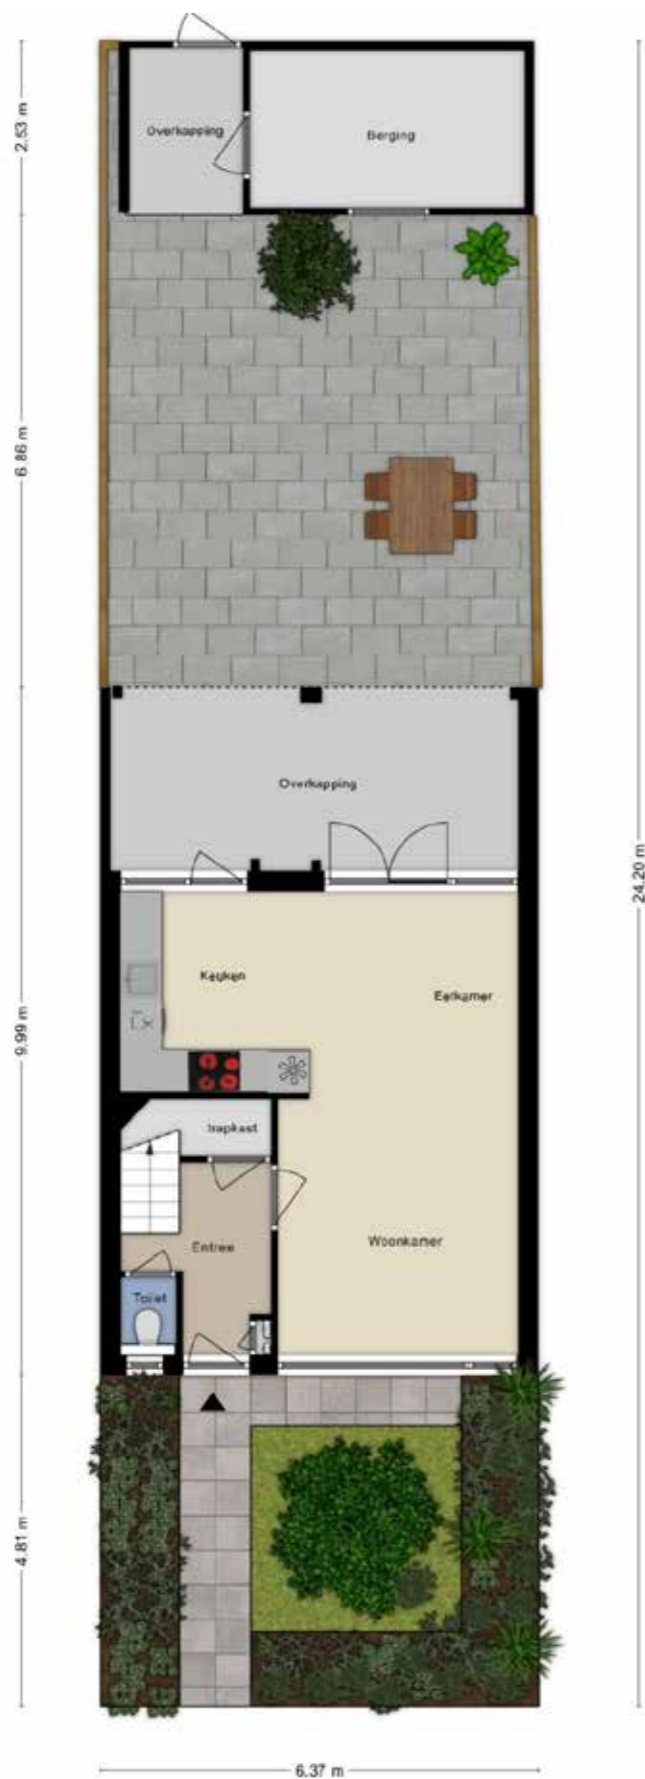 Overkapping
Berging
2.53 m
6.86 m
Overkapping
24.20 m
Keuken
Eetkamer
9.99 m
Trapkast
Woonkamer
Entree
Toilet
4.81 m
6.37 m